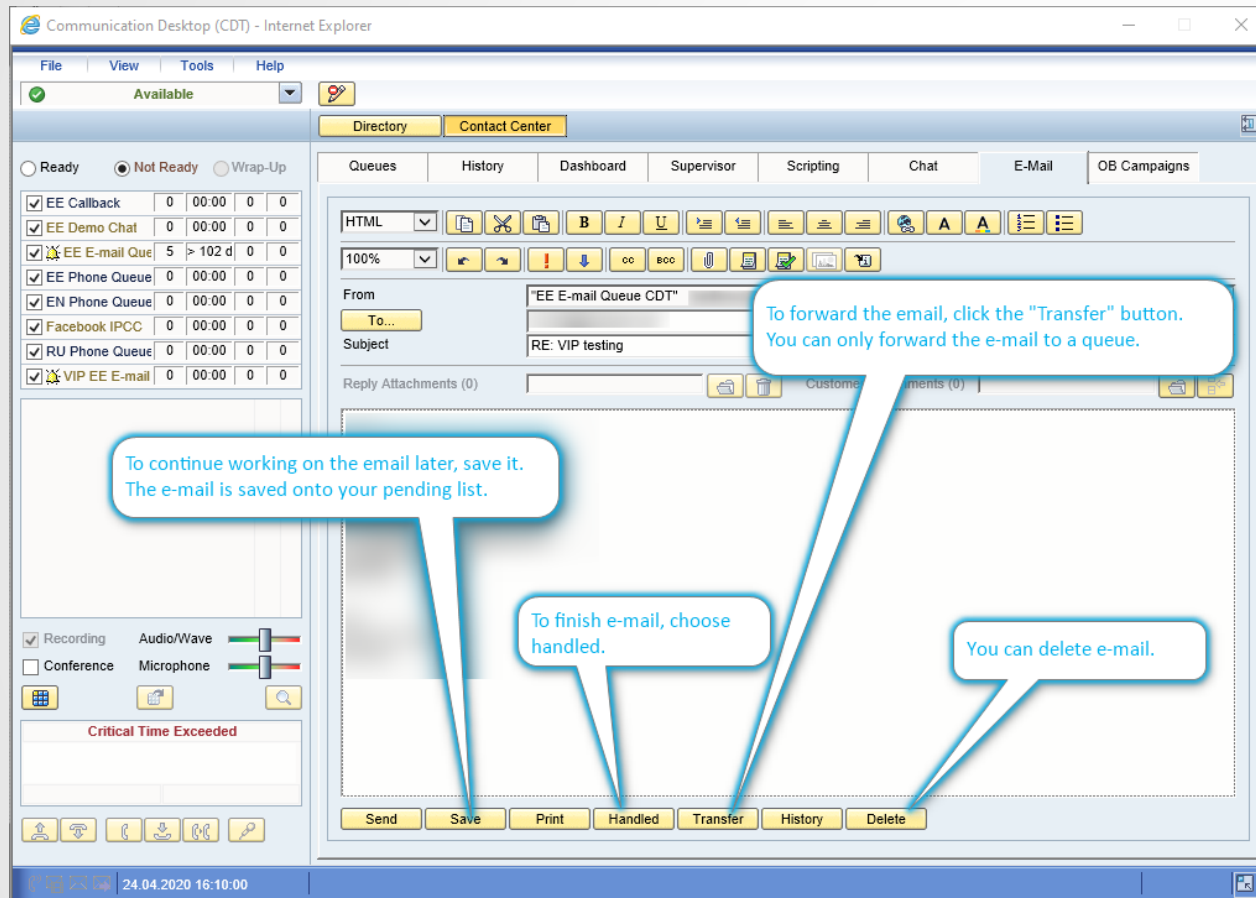 Communication Desktop (CDT) - Internet Explorer
File View Tools Help
Available
Directory Contact Center
Ready Not Ready Wrap-Up
Queues History Dashboard Supervisor Scripting Chat E-Mail OB Campaigns
EE Callback 0 00:00 0 0
EE Demo Chat 0 00:00 0 0
EE E-mail Que 5 > 102 d 0 0
EE Phone Queue 0 00:00 0 0
EN Phone Queue 0 00:00 0 0
Facebook IPCC 0 00:00 0 0
RU Phone Queue 0 00:00 0 0
VIP EE E-mail 0 00:00 0 0
HTML B I U A A
100% ! CC BCC
From "EE E-mail Queue CDT"
To...
Subject RE: VIP testing
Reply Attachments (0) Custome ments (0)
To forward the email, click the "Transfer" button.
You can only forward the e-mail to a queue.
To continue working on the email later, save it.
The e-mail is saved onto your pending list.
To finish e-mail, choose
handled.
You can delete e-mail.
Recording Audio/Wave
Conference Microphone
Critical Time Exceeded
Send Save Print Handled Transfer History Delete
24.04.2020 16:10:00